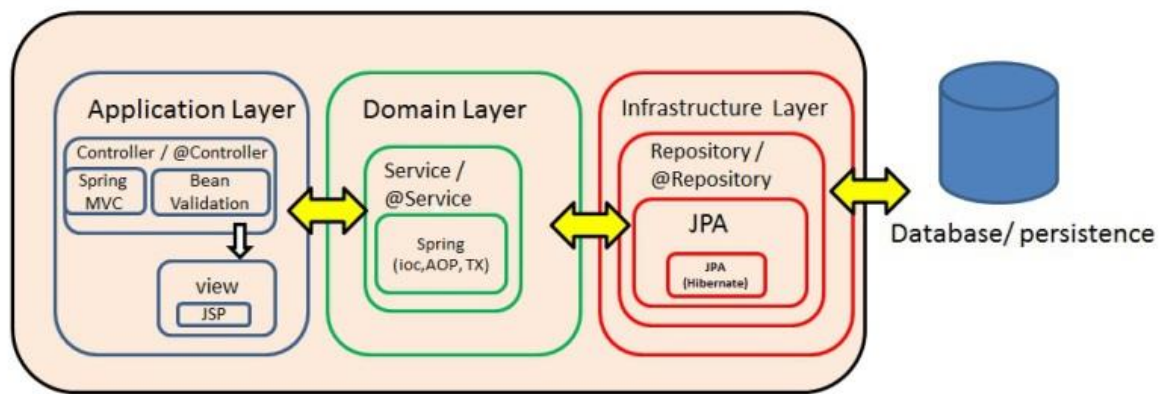 Application Layer
Controller / @Controller
Spring
MVC
Bean
Validation
view
JSP
Domain Layer
Service /
@Service
Spring
(ioc,AOP, TX)
Infrastructure Layer
Repository /
@Repository
JPA
JPA
(Hibernate)
Database/ persistence